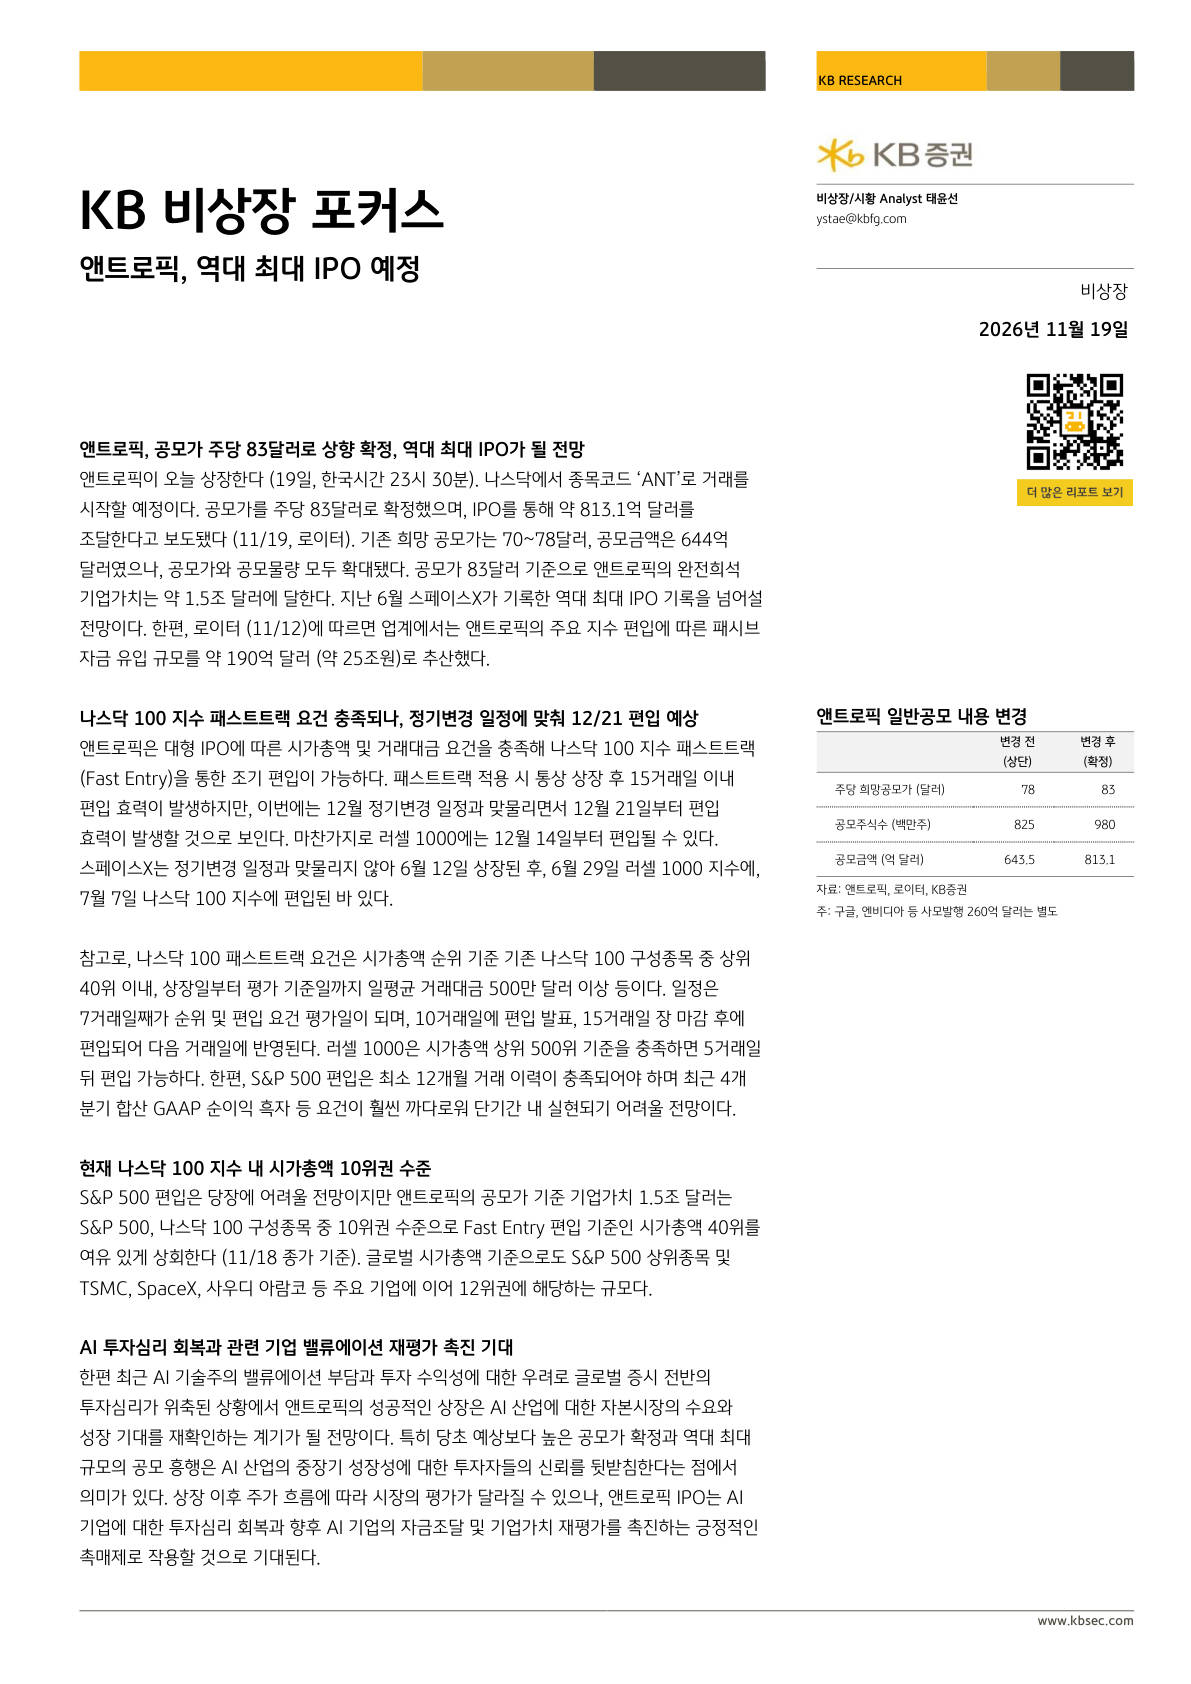 KB RESEARCH
KB증권
KB 비상장 포커스
앤트로픽, 역대 최대 IPO 예정
비상장/시황 Analyst 태윤선
ystae@kbfg.com
비상장
2026년 11월 19일
더 많은 리포트 보기
앤트로픽, 공모가 주당 83달러로 상향 확정, 역대 최대 IPO가 될 전망
앤트로픽이 오늘 상장한다 (19일, 한국시간 23시 30분). 나스닥에서 종목코드 ‘ANT’로 거래를
시작할 예정이다. 공모가를 주당 83달러로 확정했으며, IPO를 통해 약 813.1억 달러를
조달한다고 보도됐다 (11/19, 로이터). 기존 희망 공모가는 70~78달러, 공모금액은 644억
달러였으나, 공모가와 공모물량 모두 확대됐다. 공모가 83달러 기준으로 앤트로픽의 완전희석
기업가치는 약 1.5조 달러에 달한다. 지난 6월 스페이스X가 기록한 역대 최대 IPO 기록을 넘어설
전망이다. 한편, 로이터 (11/12)에 따르면 업계에서는 앤트로픽의 주요 지수 편입에 따른 패시브
자금 유입 규모를 약 190억 달러 (약 25조원)로 추산했다.
나스닥 100 지수 패스트트랙 요건 충족되나, 정기변경 일정에 맞춰 12/21 편입 예상
앤트로픽은 대형 IPO에 따른 시가총액 및 거래대금 요건을 충족해 나스닥 100 지수 패스트트랙
(Fast Entry)을 통한 조기 편입이 가능하다. 패스트트랙 적용 시 통상 상장 후 15거래일 이내
편입 효력이 발생하지만, 이번에는 12월 정기변경 일정과 맞물리면서 12월 21일부터 편입
효력이 발생할 것으로 보인다. 마찬가지로 러셀 1000에는 12월 14일부터 편입될 수 있다.
스페이스X는 정기변경 일정과 맞물리지 않아 6월 12일 상장된 후, 6월 29일 러셀 1000 지수에,
7월 7일 나스닥 100 지수에 편입된 바 있다.
참고로, 나스닥 100 패스트트랙 요건은 시가총액 순위 기준 기존 나스닥 100 구성종목 중 상위
40위 이내, 상장일부터 평가 기준일까지 일평균 거래대금 500만 달러 이상 등이다. 일정은
7거래일째가 순위 및 편입 요건 평가일이 되며, 10거래일에 편입 발표, 15거래일 장 마감 후에
편입되어 다음 거래일에 반영된다. 러셀 1000은 시가총액 상위 500위 기준을 충족하면 5거래일
뒤 편입 가능하다. 한편, S&P 500 편입은 최소 12개월 거래 이력이 충족되어야 하며 최근 4개
분기 합산 GAAP 순이익 흑자 등 요건이 훨씬 까다로워 단기간 내 실현되기 어려울 전망이다.
현재 나스닥 100 지수 내 시가총액 10위권 수준
S&P 500 편입은 당장에 어려울 전망이지만 앤트로픽의 공모가 기준 기업가치 1.5조 달러는
S&P 500, 나스닥 100 구성종목 중 10위권 수준으로 Fast Entry 편입 기준인 시가총액 40위를
여유 있게 상회한다 (11/18 종가 기준). 글로벌 시가총액 기준으로도 S&P 500 상위종목 및
TSMC, SpaceX, 사우디 아람코 등 주요 기업에 이어 12위권에 해당하는 규모다.
AI 투자심리 회복과 관련 기업 밸류에이션 재평가 촉진 기대
한편 최근 AI 기술주의 밸류에이션 부담과 투자 수익성에 대한 우려로 글로벌 증시 전반의
투자심리가 위축된 상황에서 앤트로픽의 성공적인 상장은 AI 산업에 대한 자본시장의 수요와
성장 기대를 재확인하는 계기가 될 전망이다. 특히 당초 예상보다 높은 공모가 확정과 역대 최대
규모의 공모 흥행은 AI 산업의 중장기 성장성에 대한 투자자들의 신뢰를 뒷받침한다는 점에서
의미가 있다. 상장 이후 주가 흐름에 따라 시장의 평가가 달라질 수 있으나, 앤트로픽 IPO는 AI
기업에 대한 투자심리 회복과 향후 AI 기업의 자금조달 및 기업가치 재평가를 촉진하는 긍정적인
촉매제로 작용할 것으로 기대된다.
앤트로픽 일반공모 내용 변경
변경 전 변경 후
(상단) (확정)
주당 희망공모가 (달러) 78 83
공모주식수 (백만주) 825 980
공모금액 (억 달러) 643.5 813.1
자료: 앤트로픽, 로이터, KB증권
주: 구글, 엔비디아 등 사모발행 260억 달러는 별도
www.kbsec.com